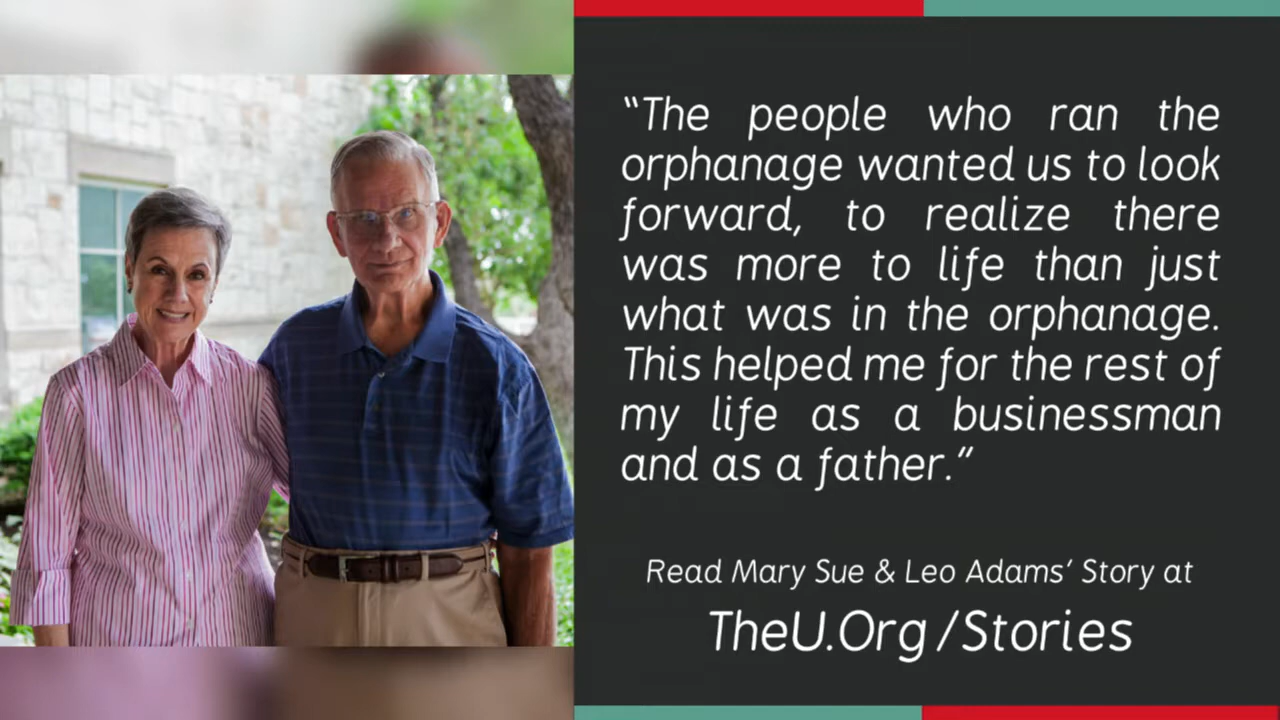 “The people who ran the
orphanage wanted us to look
forward, to realize there
was more to life than just
what was in the orphanage.
This helped me for the rest of
my life as a businessman
and as a father.”
Read Mary Sue & Leo Adams’ Story at
TheU.Org/Stories